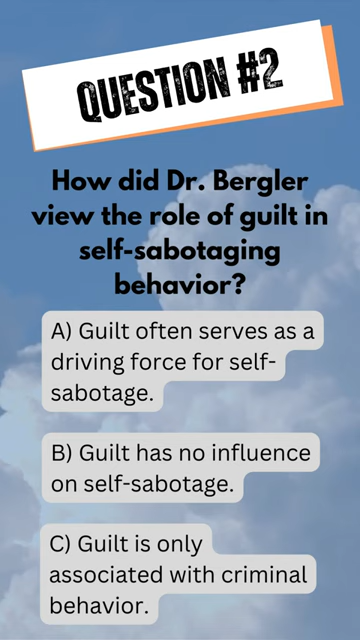 QUESTION #2
How did Dr. Bergler
view the role of guilt in
self-sabotaging
behavior?
A) Guilt often serves as a
driving force for self-
sabotage.
B) Guilt has no influence
on self-sabotage.
C) Guilt is only
associated with criminal
behavior.